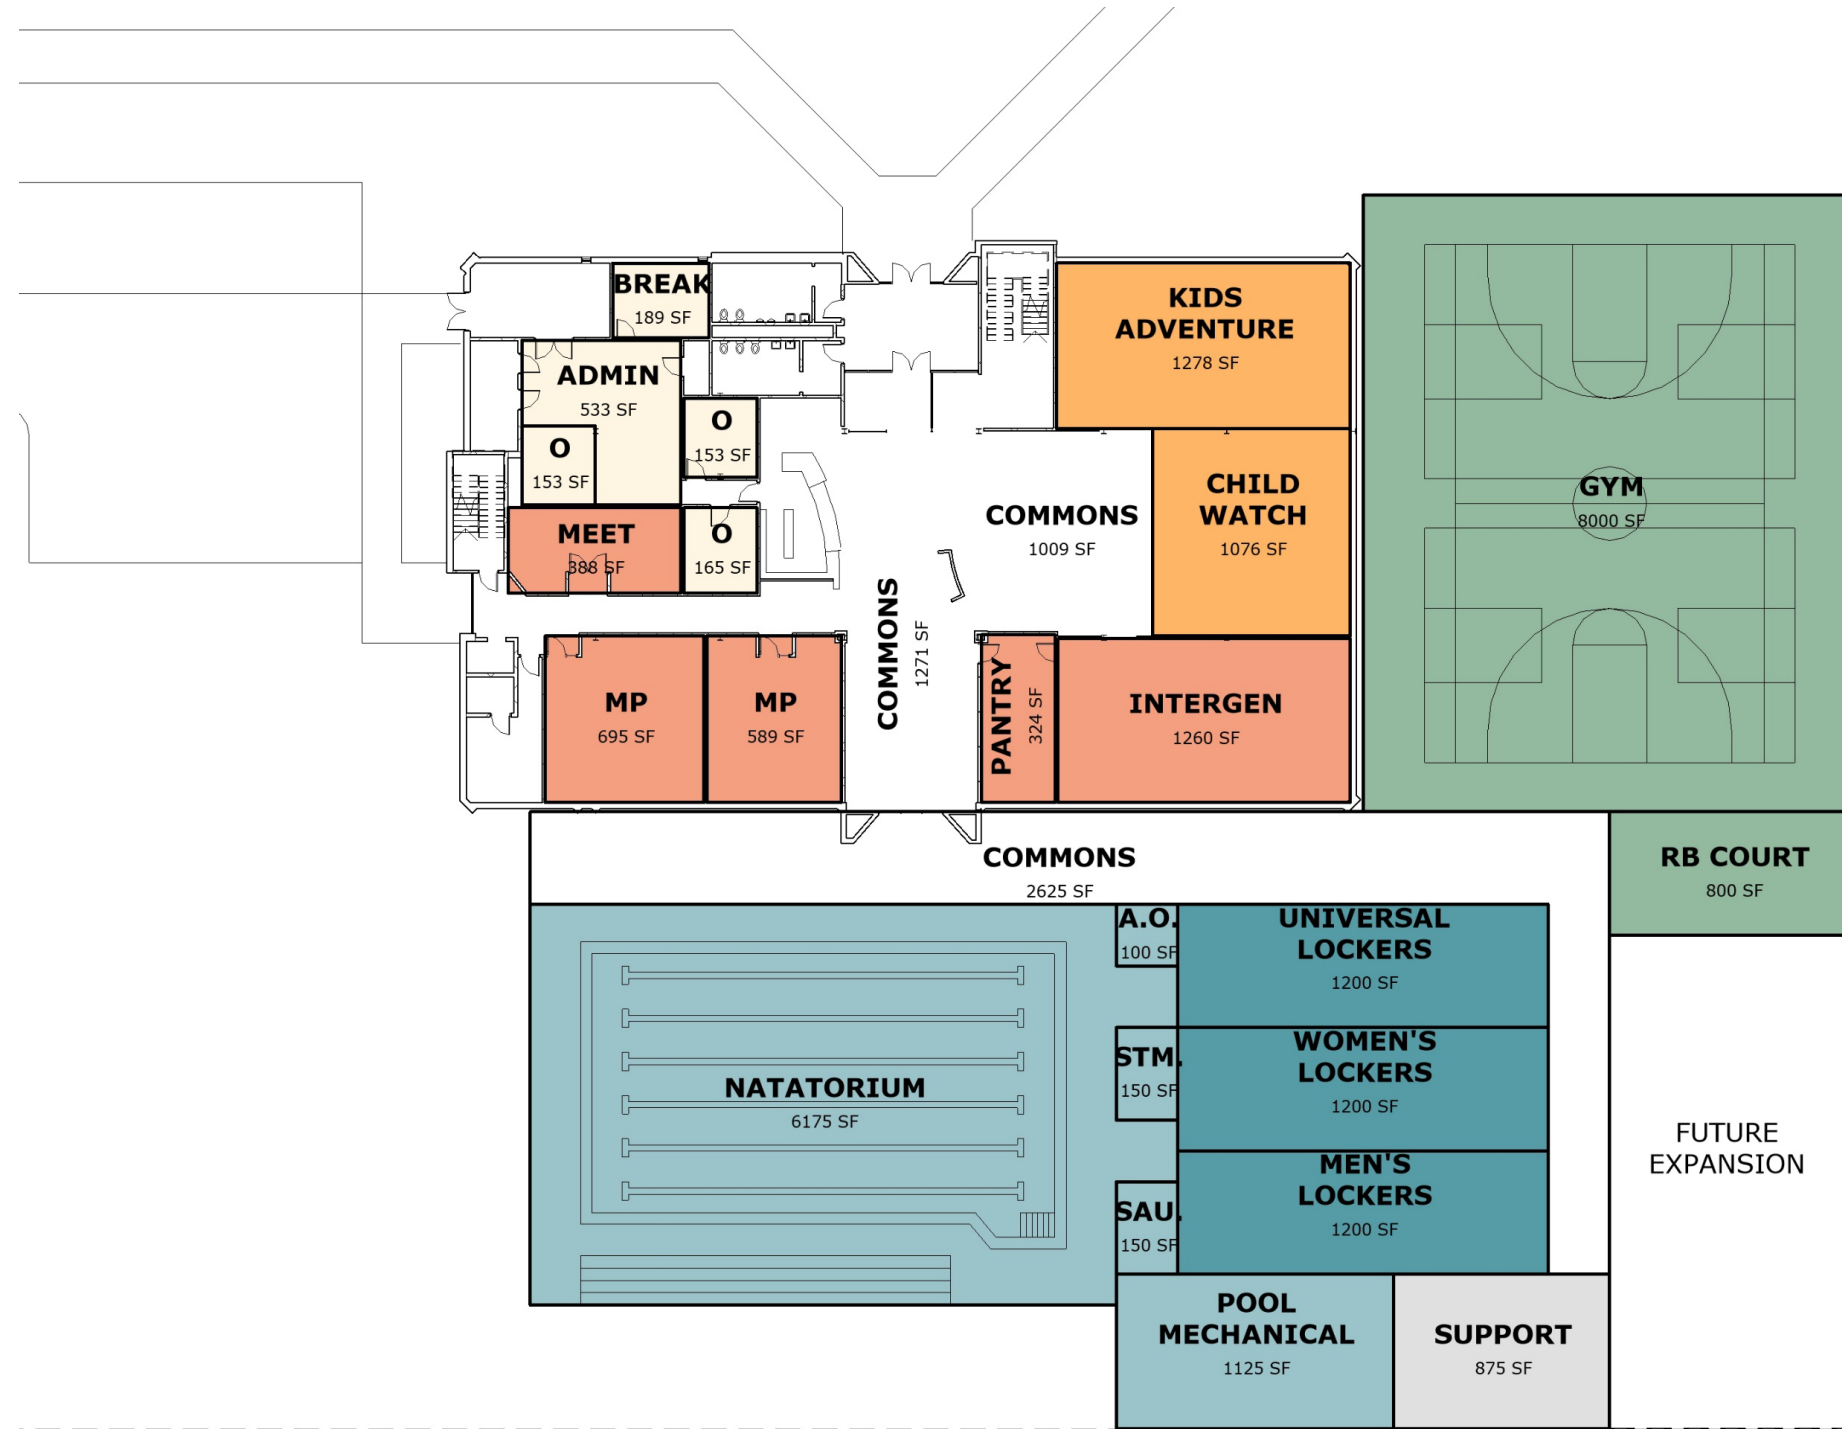 BREAK
189 SF
ADMIN
533 SF
O
153 SF
O
153 SF
MEET
388 SF
O
165 SF
KIDS
ADVENTURE
1278 SF
CHILD
WATCH
1076 SF
COMMONS
1009 SF
COMMONS
1271 SF
GYM
8000 SF
MP
695 SF
MP
589 SF
PANTRY
324 SF
INTERGEN
1260 SF
COMMONS
2625 SF
RB COURT
800 SF
A.O.
100 SF
UNIVERSAL
LOCKERS
1200 SF
STM.
150 SF
WOMEN'S
LOCKERS
1200 SF
NATATORIUM
6175 SF
SAU.
150 SF
MEN'S
LOCKERS
1200 SF
FUTURE
EXPANSION
POOL
MECHANICAL
1125 SF
SUPPORT
875 SF